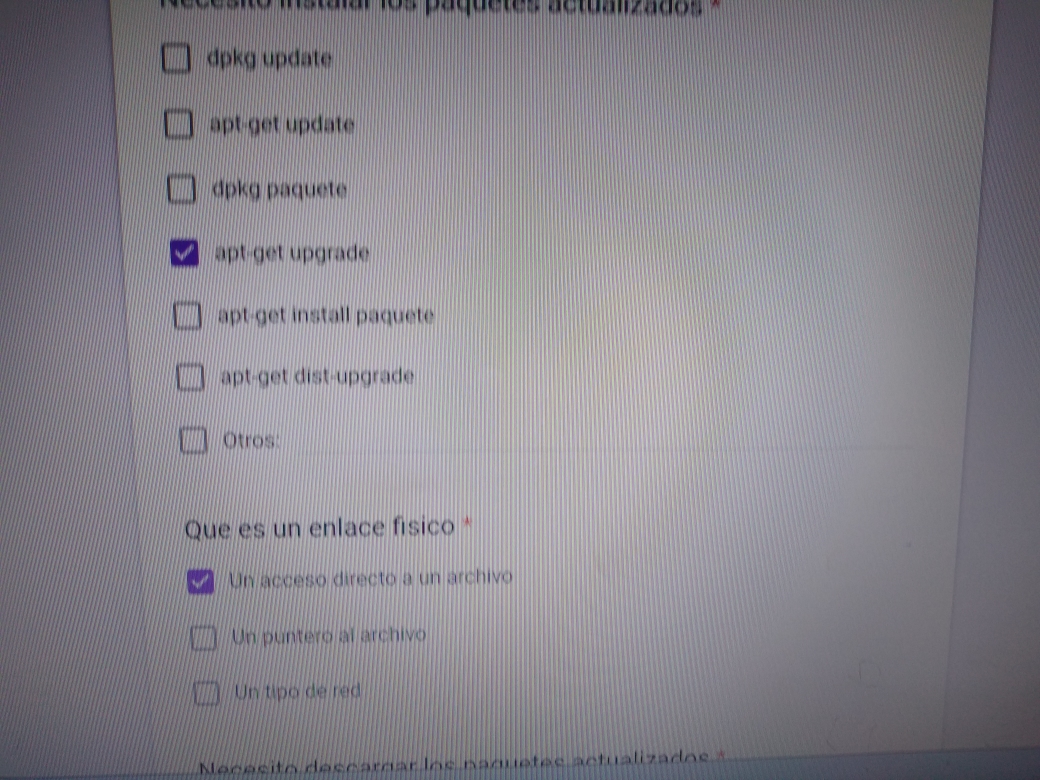 Necesito instalar los paquetes actualizados *
dpkg update
apt-get update
dpkg paquete
apt-get upgrade
apt-get install paquete
apt-get dist-upgrade
Otros:
Que es un enlace fisico *
Un acceso directo a un archivo
Un puntero al archivo
Un tipo de red
Necesito descargar los paquetes actualizados *